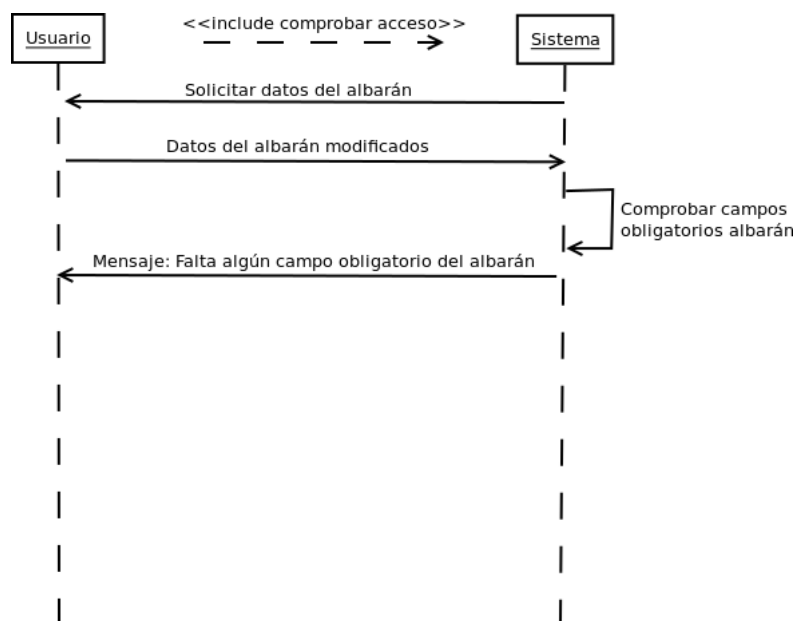 <<include comprobar acceso>>
Usuario
Sistema
Solicitar datos del albarán
Datos del albarán modificados
Comprobar campos
obligatorios albarán
Mensaje: Falta algún campo obligatorio del albarán